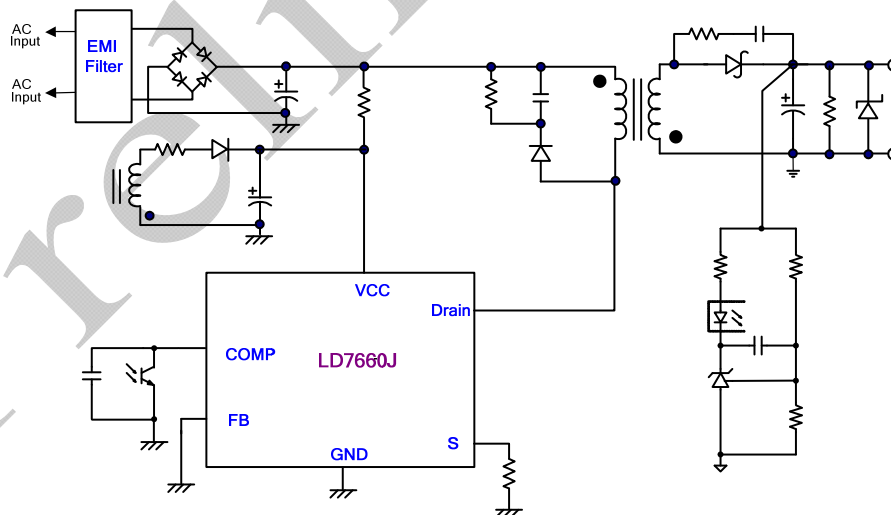 AC
Input
EMI
Filter
AC
Input
+
+
+
VCC
Drain
COMP
LD7660J
FB
S
GND